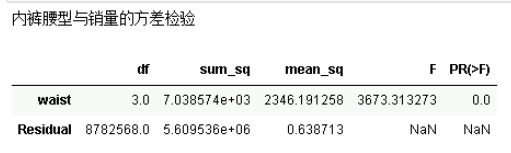 内裤腰型与销量的方差检验
df sum_sq mean_sq F PR(>F)
waist 3.0 7.038574e+03 2346.191258 3673.313273 0.0
Residual 8782568.0 5.609536e+06 0.638713 NaN NaN